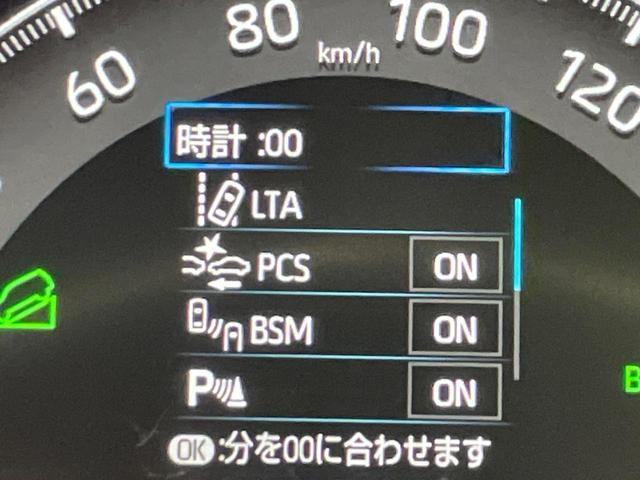 60 80 100 120
km/h
時計 :00
LTA
PCS ON
BSM ON
P ON
OK :分を00に合わせます
B